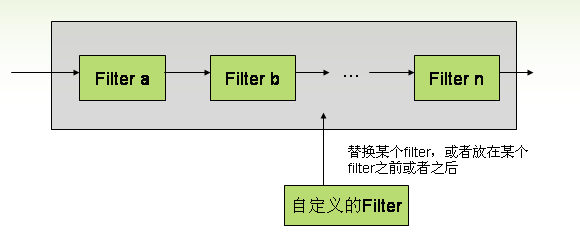 Filter a
Filter b
...
Filter n
替换某个filter，或者放在某个
filter之前或者之后
自定义的Filter